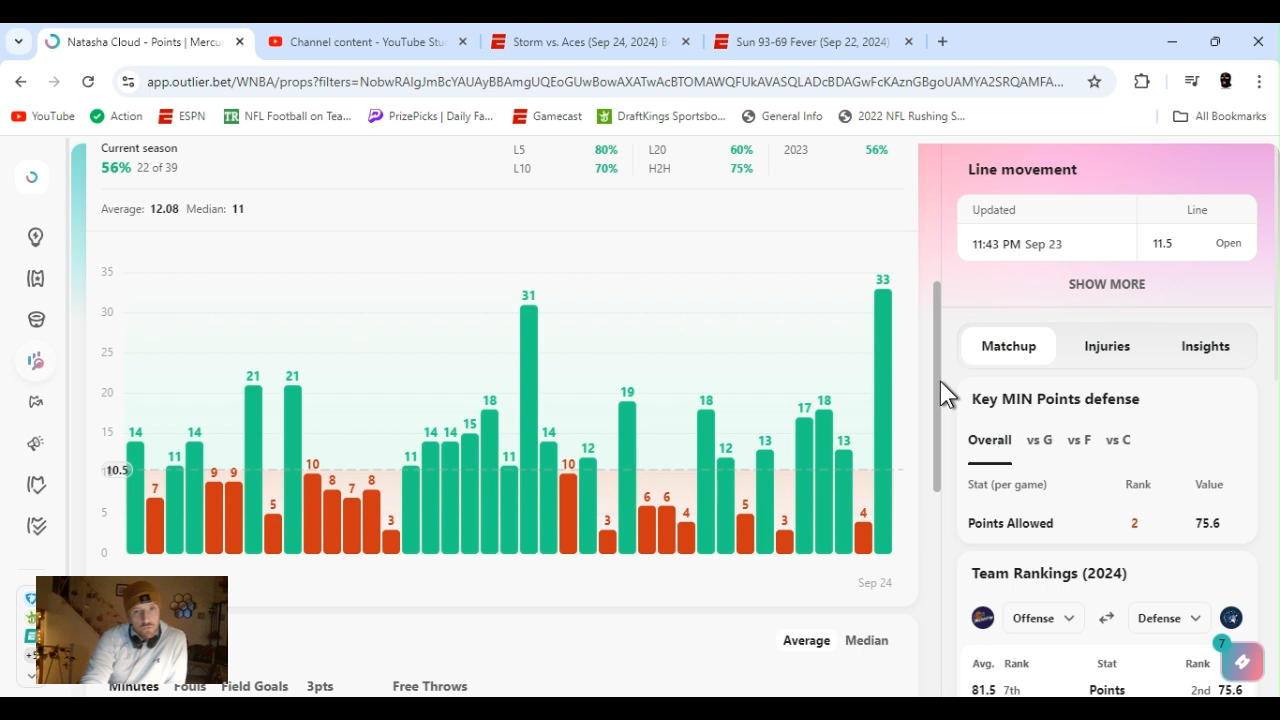 Natasha Cloud - Points | Mercu
Channel content - YouTube Stu
Storm vs. Aces (Sep 24, 2024) B
Sun 93-69 Fever (Sep 22, 2024)
app.outlier.bet/WNBA/props?filters=NobwRAlgJmBcYAUAyBBAmgUQEoGUwBowAXATwAcBTOMAWQFUkAVASQLADcBDAGwFcKAznGBgoUAMYA2SRQAMFA...
YouTube
Action
ESPN
NFL Football on Tea...
PrizePicks | Daily Fa...
Gamecast
DraftKings Sportsbo...
General Info
2022 NFL Rushing S...
All Bookmarks
Current season
56% 22 of 39
L5 80%
L20 60%
2023 56%
L10 70%
H2H 75%
Average: 12.08 Median: 11
35
30
25
20
15
10.5
5
0
14 7 11 14 9 9 21 5 21 10 8 7 8 3 11 14 14 15 18 11 31 14 10 12 3 19 6 6 4 18 12 5 13 3 17 18 13 4 33
Sep 24
Average Median
Minutes Fouls Field Goals 3pts Free Throws
Line movement
Updated Line
11:43 PM Sep 23 11.5 Open
SHOW MORE
Matchup Injuries Insights
Key MIN Points defense
Overall vs G vs F vs C
Stat (per game) Rank Value
Points Allowed 2 75.6
Team Rankings (2024)
Offense Defense
7
Avg. Rank Stat Rank
81.5 7th Points 2nd 75.6